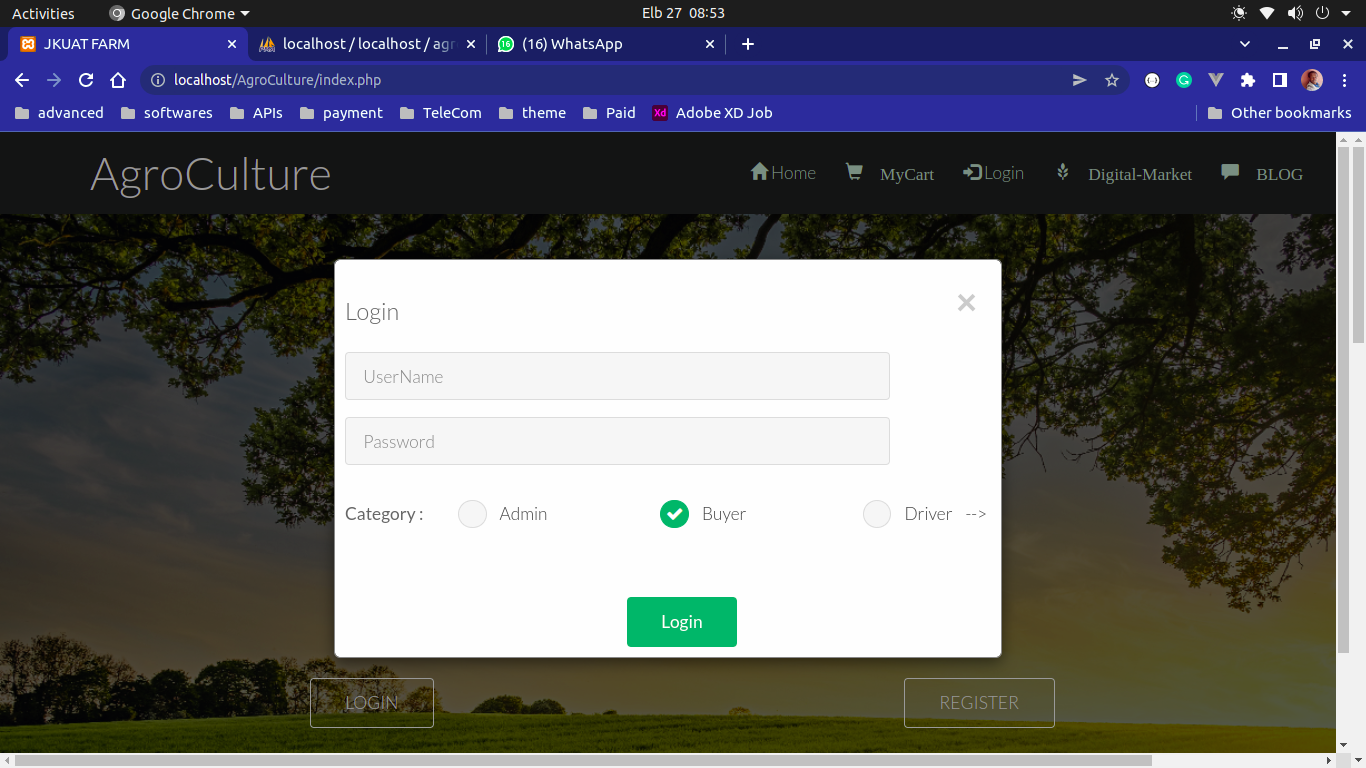 Activities Google Chrome Elb 27 08:53
JKUAT FARM localhost / localhost / agr (16) WhatsApp
localhost/AgroCulture/index.php
advanced softwares APIs payment TeleCom theme Paid Xd Adobe XD Job Other bookmarks
AgroCulture Home MyCart Login Digital-Market BLOG
Login ×
UserName
Password
Category : Admin Buyer Driver -->
Login
LOGIN REGISTER